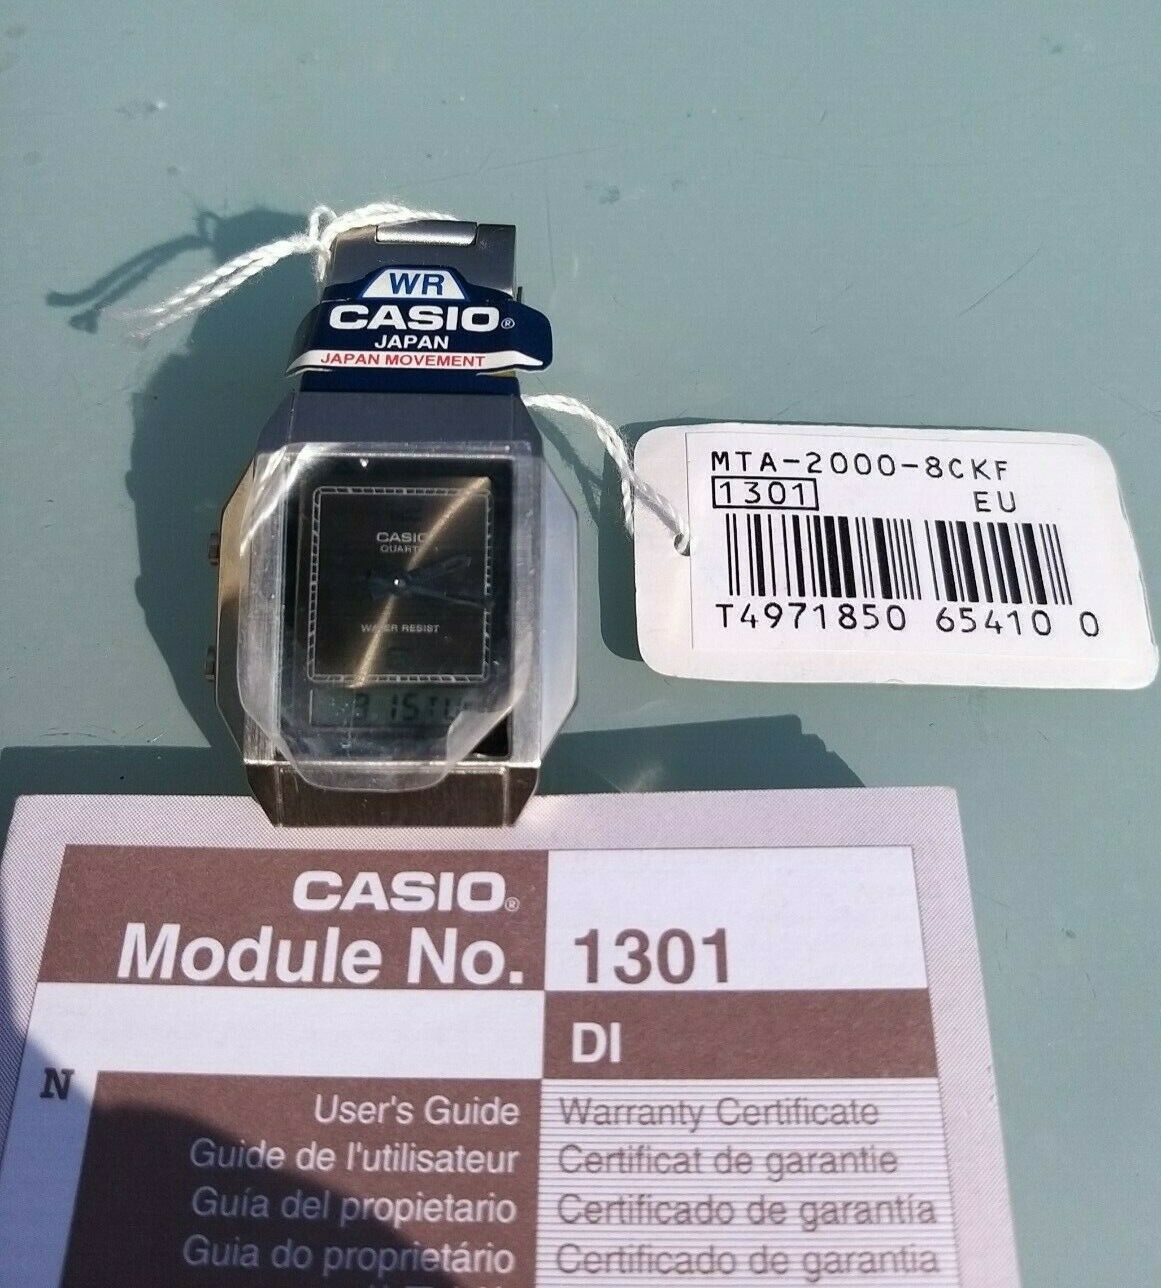 WR
CASIO®
JAPAN
JAPAN MOVEMENT
CASIO
WATER RESIST
MTA-2000-8CKF
1301 EU
T4971850 65410 0
CASIO®
Module No. 1301
DI
N
User's Guide
Guide de l'utilisateur
Guía del propietario
Guia do proprietário
Warranty Certificate
Certificat de garantie
Certificado de garantía
Certificado de garantia